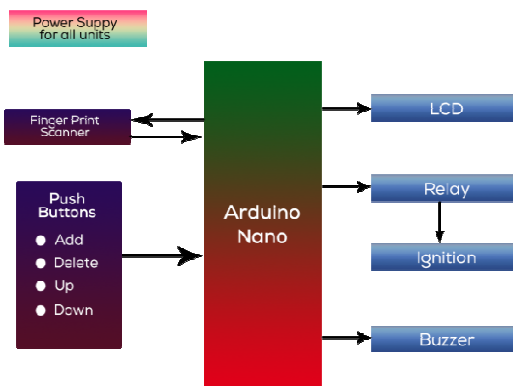 Power Suppy
for all units
Finger Print
Scanner
Push
Buttons
Add
Delete
Up
Down
Arduino
Nano
LCD
Relay
Ignition
Buzzer